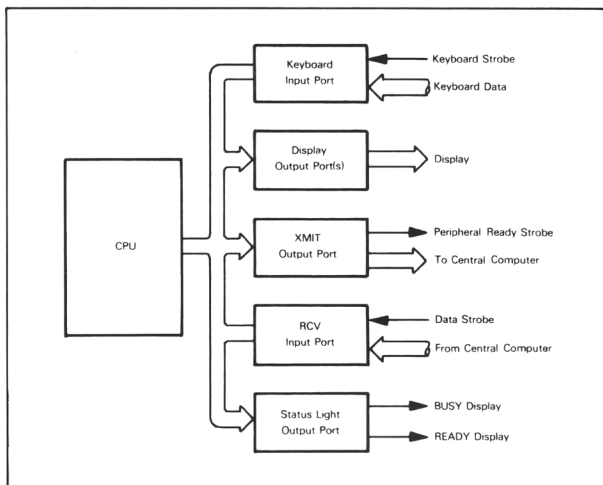 Keyboard
Input Port
Keyboard Strobe
Keyboard Data
Display
Output Port(s)
Display
CPU
XMIT
Output Port
Peripheral Ready Strobe
To Central Computer
RCV
Input Port
Data Strobe
From Central Computer
Status Light
Output Port
BUSY Display
READY Display